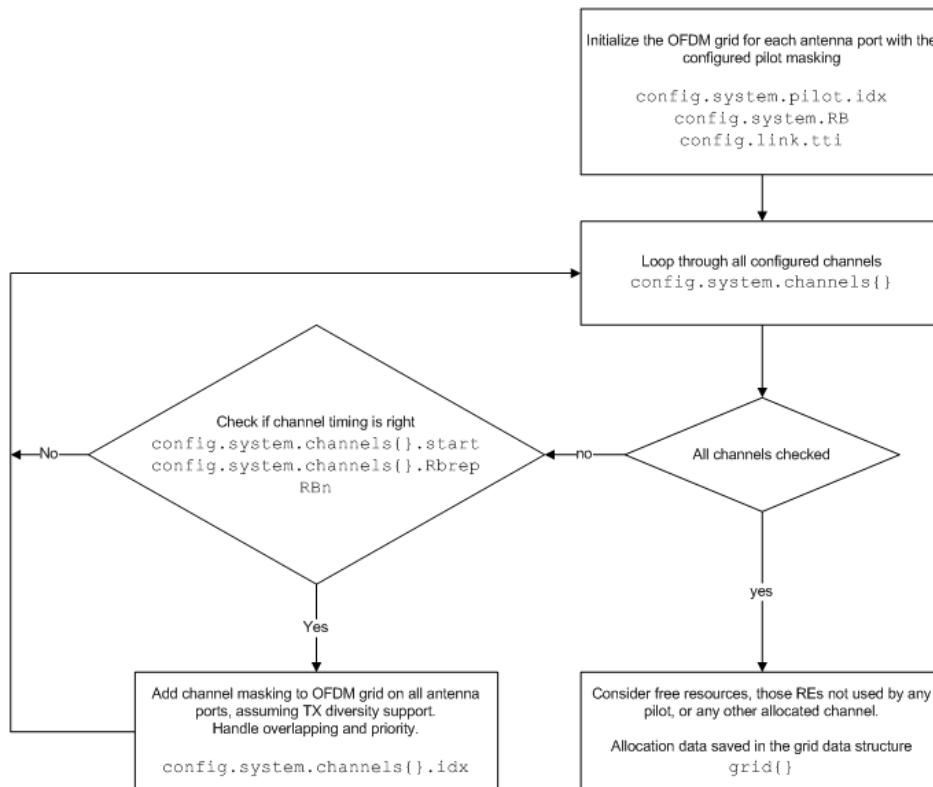 Initialize the OFDM grid for each antenna port with the
configured pilot masking
config.system.pilot.idx
config.system.RB
config.link.tti
Loop through all configured channels
config.system.channels{}
Check if channel timing is right
config.system.channels{}.start
config.system.channels{}.Rbrep
RBn
No
no
All channels checked
Yes
yes
Add channel masking to OFDM grid on all antenna
ports, assuming TX diversity support.
Handle overlapping and priority.
config.system.channels{}.idx
Consider free resources, those REs not used by any
pilot, or any other allocated channel.
Allocation data saved in the grid data structure
grid{}